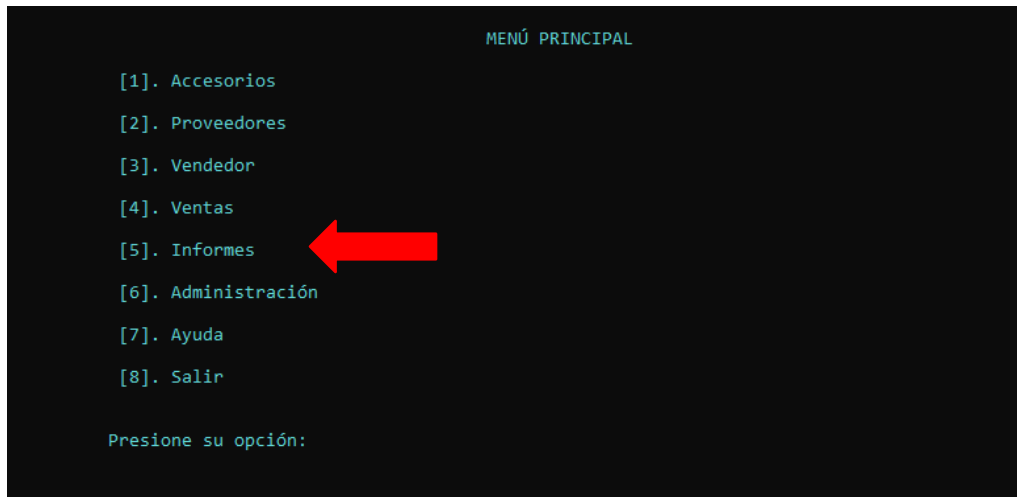 MENÚ PRINCIPAL
[1]. Accesorios
[2]. Proveedores
[3]. Vendedor
[4]. Ventas
[5]. Informes
[6]. Administración
[7]. Ayuda
[8]. Salir
Presione su opción: